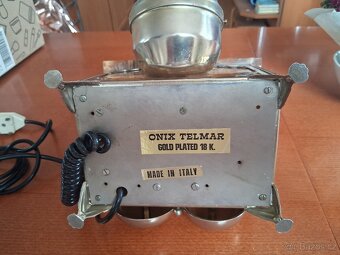 ONIX TELMAR
GOLD PLATED 18 K.
MADE IN ITALY